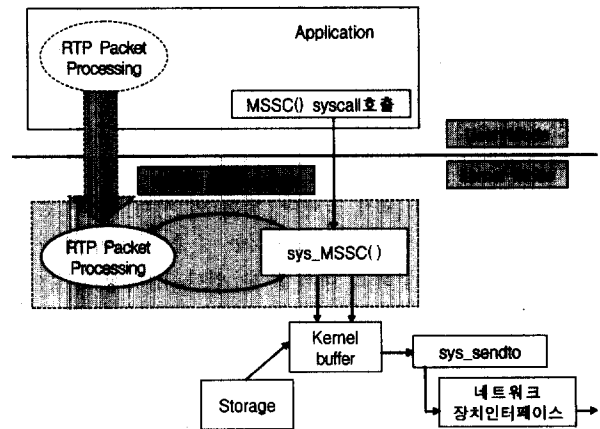 Application
RTP Packet
Processing
MSSC() syscall호출
RTP Packet
Processing
sys_MSSC()
Kernel
buffer
sys_sendto
Storage
네트워크
장치인터페이스